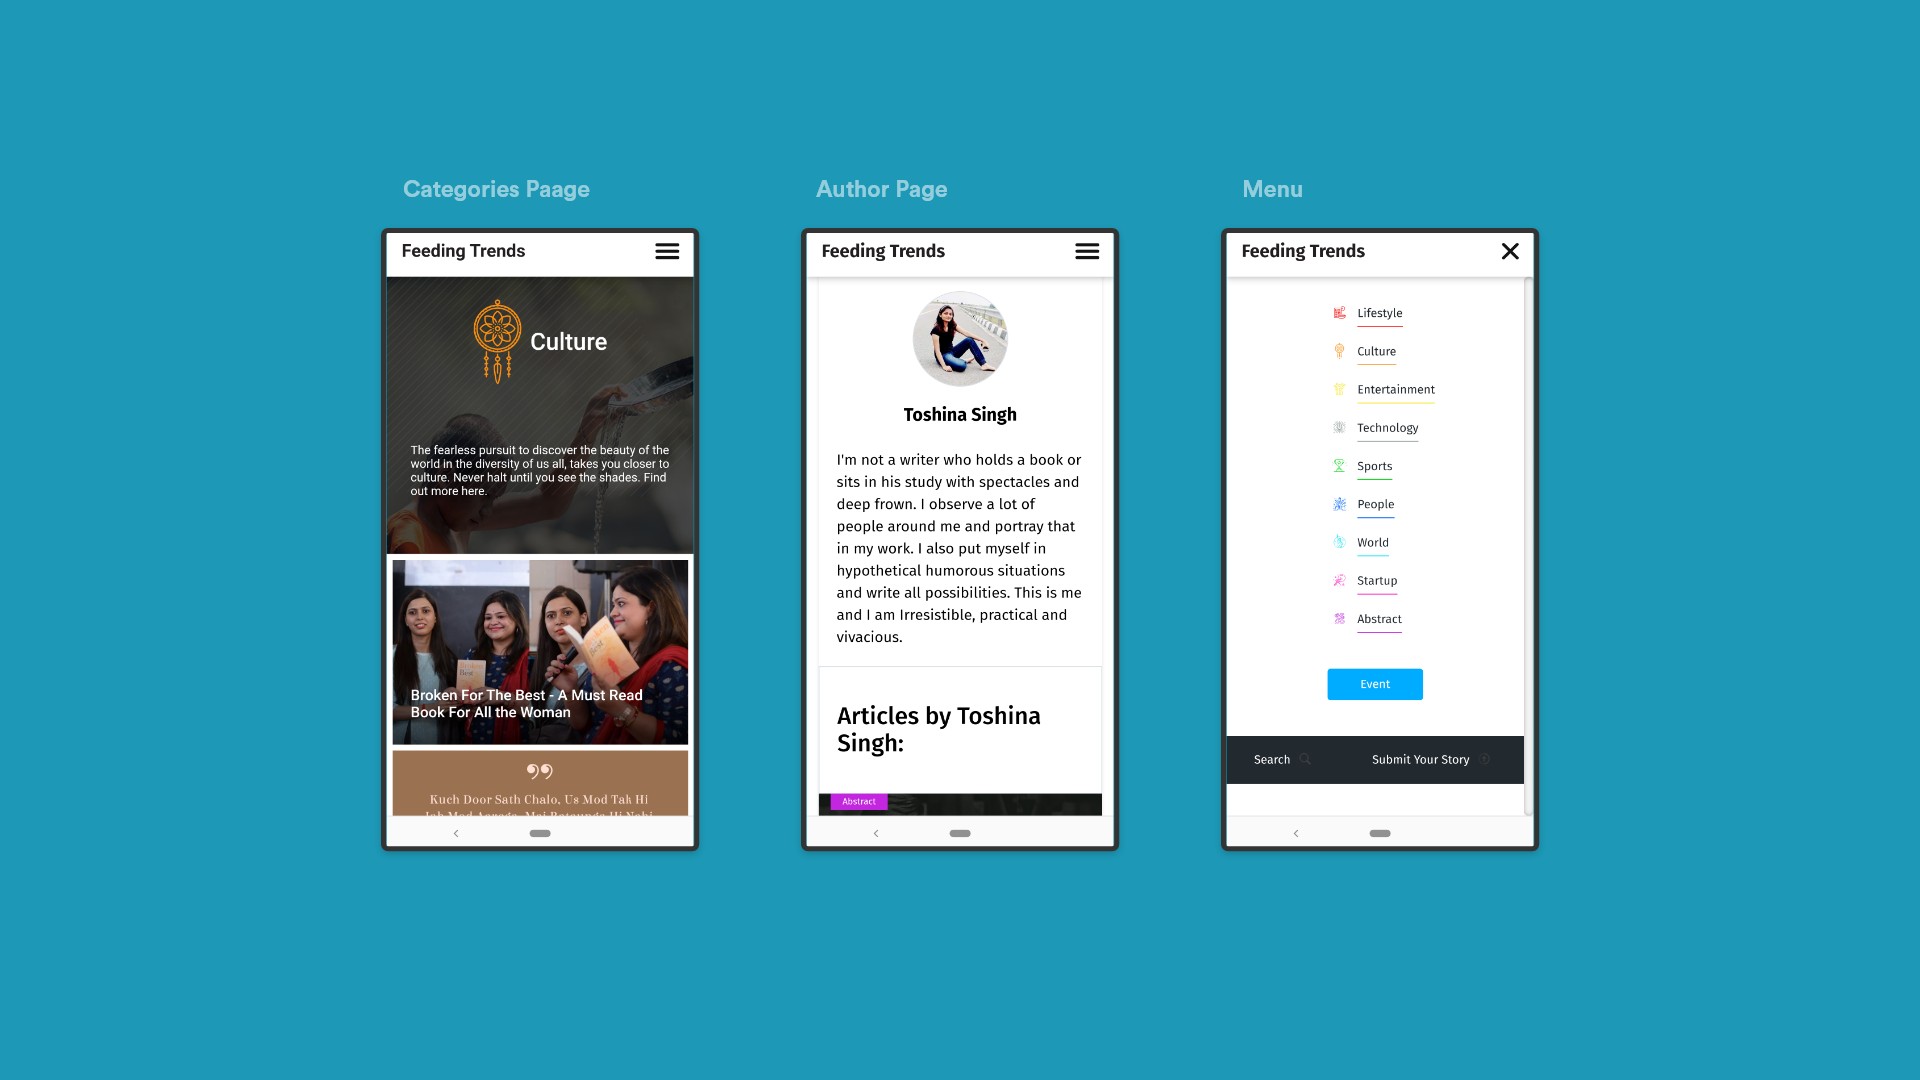 Categories Paage
Feeding Trends
Culture
The fearless pursuit to discover the beauty of the
world in the diversity of us all, takes you closer to
culture. Never halt until you see the shades. Find
out more here.
Broken For The Best - A Must Read
Book For All the Woman
Kuch Door Sath Chalo, Us Mod Tah Hi
Author Page
Feeding Trends
Toshina Singh
I'm not a writer who holds a book or
sits in his study with spectacles and
deep frown. I observe a lot of
people around me and portray that
in my work. I also put myself in
hypothetical humorous situations
and write all possibilities. This is me
and I am Irresistible, practical and
vivacious.
Articles by Toshina
Singh:
Abstract
Menu
Feeding Trends
Lifestyle
Culture
Entertainment
Technology
Sports
People
World
Startup
Abstract
Event
Search
Submit Your Story